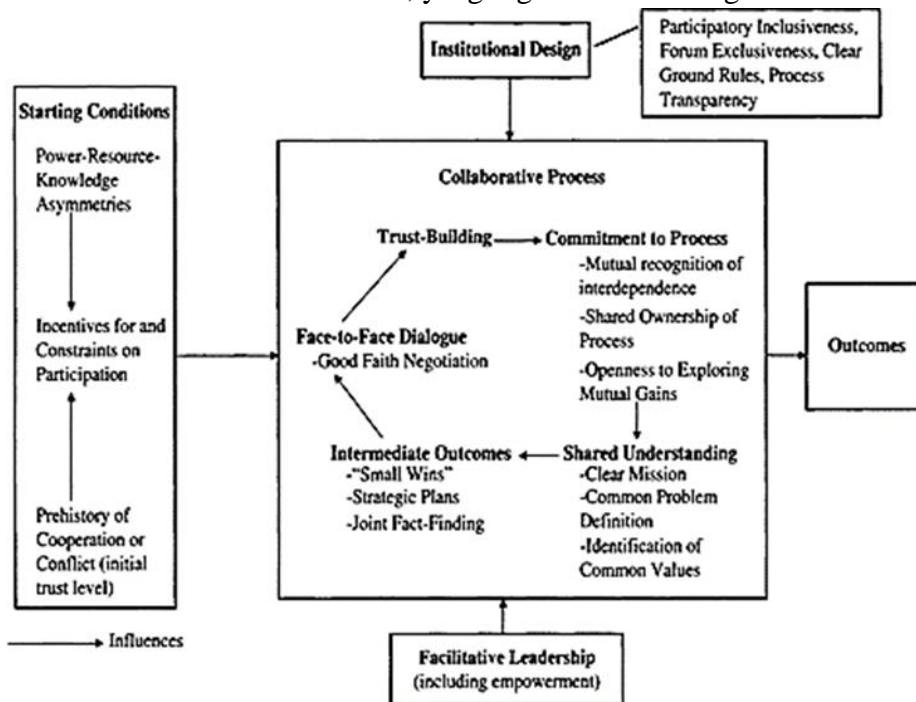 Institutional Design
Participatory Inclusiveness,
Forum Exclusiveness, Clear
Ground Rules, Process
Transparency
Starting Conditions
Power-Resource-
Knowledge
Asymmetries
Incentives for and
Constraints on
Participation
Prehistory of
Cooperation or
Conflict (initial
trust level)
Influences
Collaborative Process
Trust-Building
Commitment to Process
-Mutual recognition of
interdependence
-Shared Ownership of
Process
-Openness to Exploring
Mutual Gains
Face-to-Face Dialogue
-Good Faith Negotiation
Intermediate Outcomes
-"Small Wins"
-Strategic Plans
-Joint Fact-Finding
Shared Understanding
-Clear Mission
-Common Problem
Definition
-Identification of
Common Values
Outcomes
Facilitative Leadership
(including empowerment)